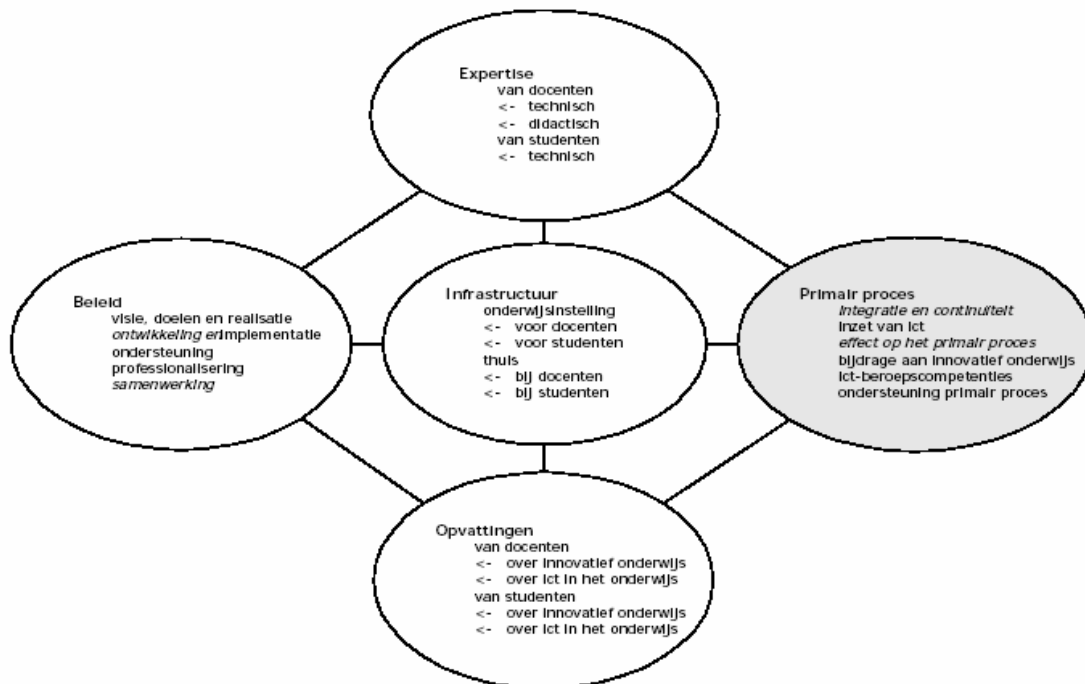 Expertise
van docenten
<- technisch
<- didactisch
van studenten
<- technisch
Beleid
visie, doelen en realisatie
ontwikkeling en implementatie
ondersteuning
professionalisering
samenwerking
Infrastructuur
onderwijsinstelling
<- voor docenten
<- voor studenten
thuis
<- bij docenten
<- bij studenten
Primair proces
integratie en continuïteit
inzet van ict
effect op het primair proces
bijdrage aan innovatief onderwijs
ict-beroepscompetenties
ondersteuning primair proces
Opvattingen
van docenten
<- over innovatief onderwijs
<- over ict in het onderwijs
van studenten
<- over innovatief onderwijs
<- over ict in het onderwijs